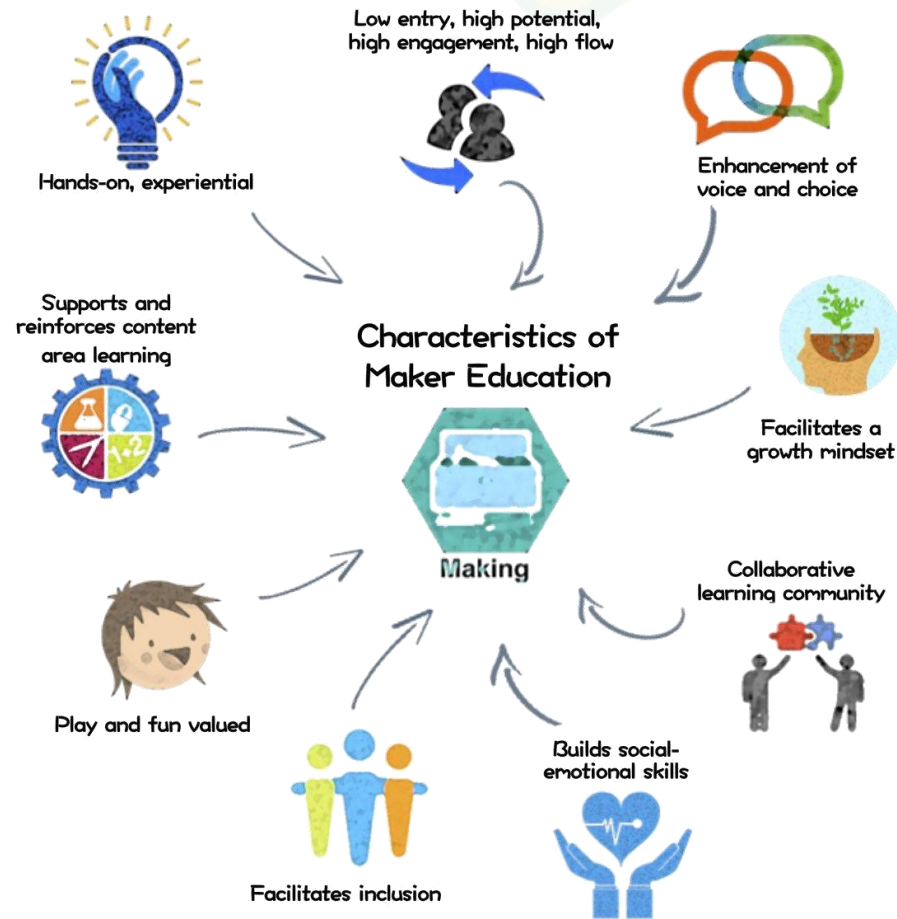 Low entry, high potential,
high engagement, high flow
Hands-on, experiential
Enhancement of
voice and choice
Supports and
reinforces content
area learning
1+2
Characteristics of
Maker Education
Making
Facilitates a
growth mindset
Collaborative
learning community
Play and fun valued
Builds social-
emotional skills
Facilitates inclusion